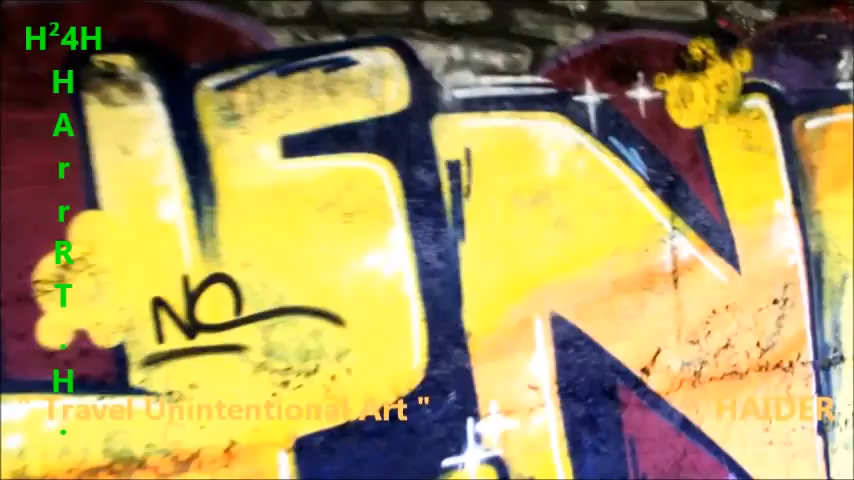 H²4H
H
A
r
r
R
T
.
H
.
NO
" Travel Unintentional Art "
HAIDER